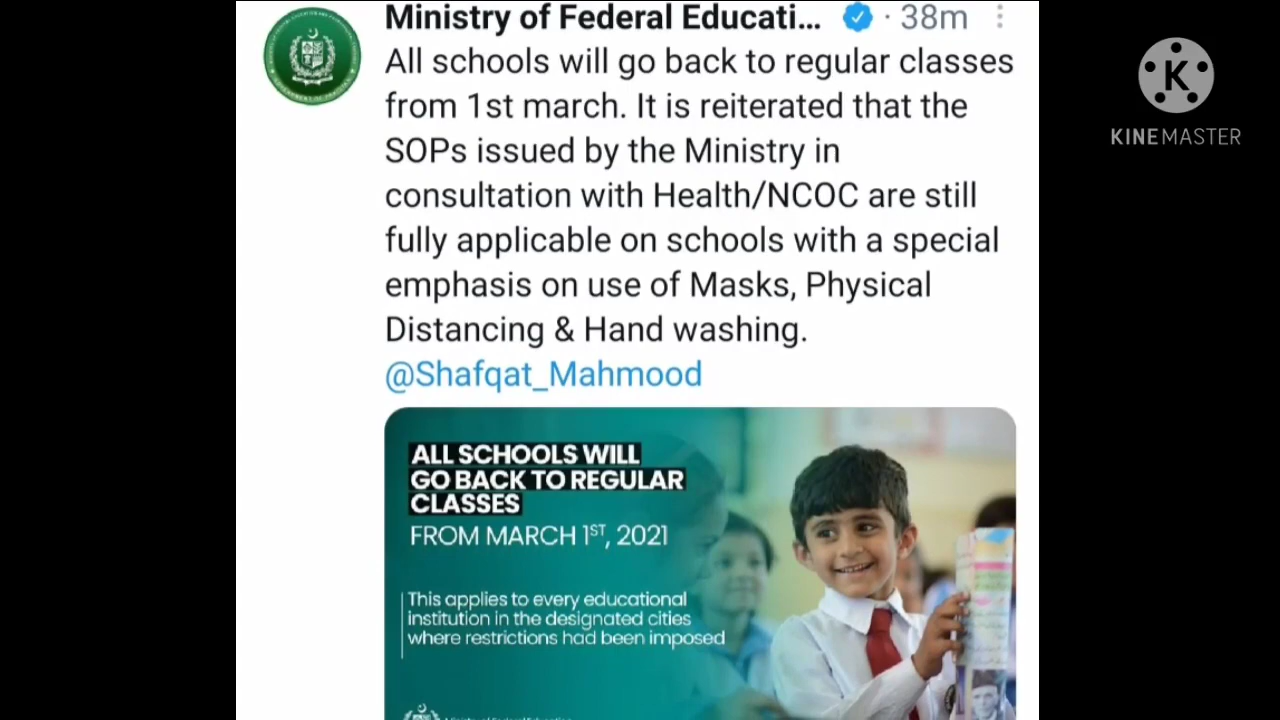 Ministry of Federal Educati... · 38m
All schools will go back to regular classes
from 1st march. It is reiterated that the
SOPs issued by the Ministry in
consultation with Health/NCOC are still
fully applicable on schools with a special
emphasis on use of Masks, Physical
Distancing & Hand washing.
@Shafqat_Mahmood
ALL SCHOOLS WILL
GO BACK TO REGULAR
CLASSES
FROM MARCH 1ST, 2021
This applies to every educational
institution in the designated cities
where restrictions had been imposed
K
KINEMASTER